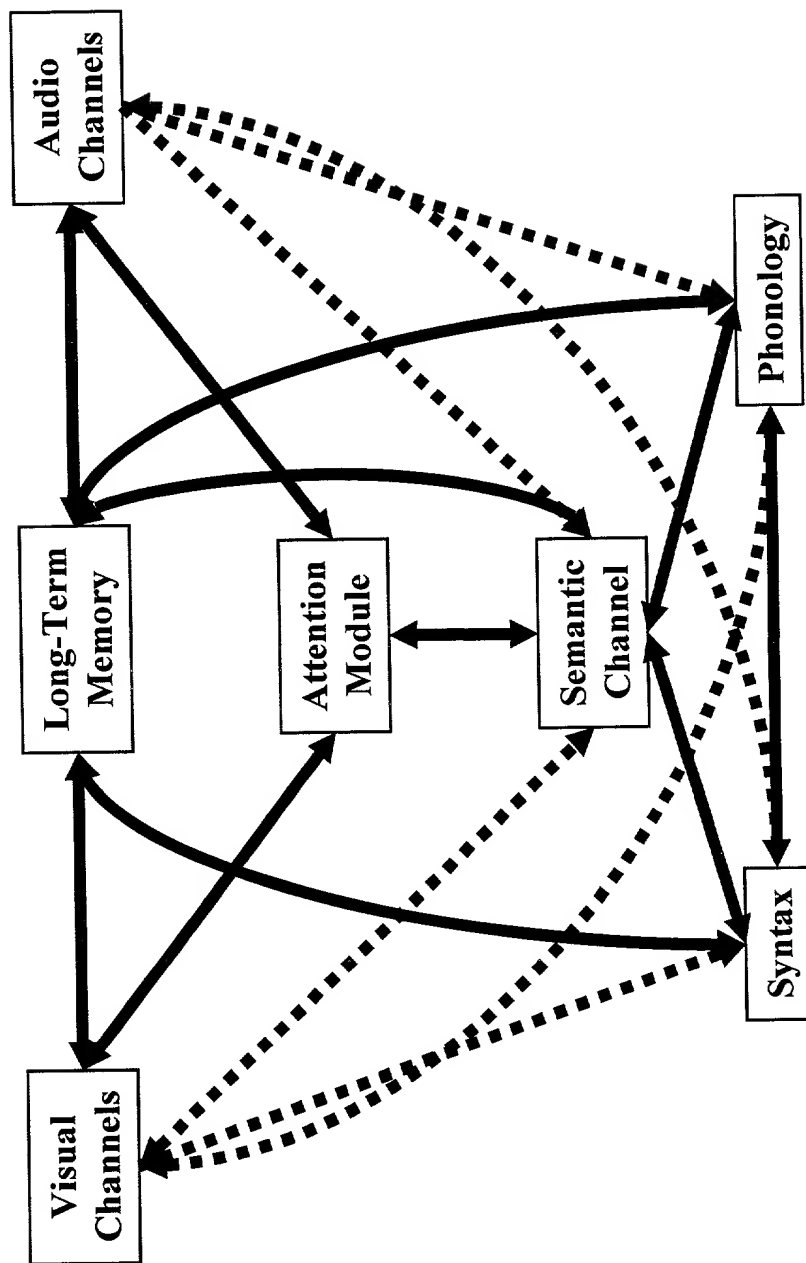 Visual
Channels
Long-Term
Memory
Audio
Channels
Attention
Module
Semantic
Channel
Syntax
Phonology